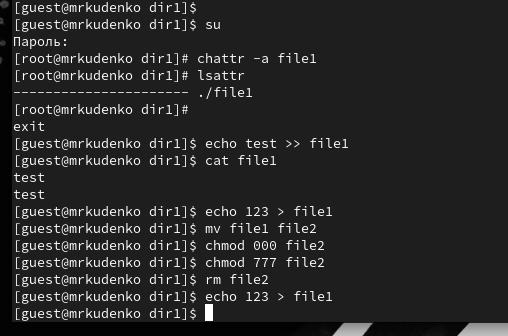 [guest@mrkudenko dir1]$
[guest@mrkudenko dir1]$ su
Пароль:
[root@mrkudenko dir1]# chattr -a file1
[root@mrkudenko dir1]# lsattr
---------------------- ./file1
[root@mrkudenko dir1]#
exit
[guest@mrkudenko dir1]$ echo test >> file1
[guest@mrkudenko dir1]$ cat file1
test
test
[guest@mrkudenko dir1]$ echo 123 > file1
[guest@mrkudenko dir1]$ mv file1 file2
[guest@mrkudenko dir1]$ chmod 000 file2
[guest@mrkudenko dir1]$ chmod 777 file2
[guest@mrkudenko dir1]$ rm file2
[guest@mrkudenko dir1]$ echo 123 > file1
[guest@mrkudenko dir1]$